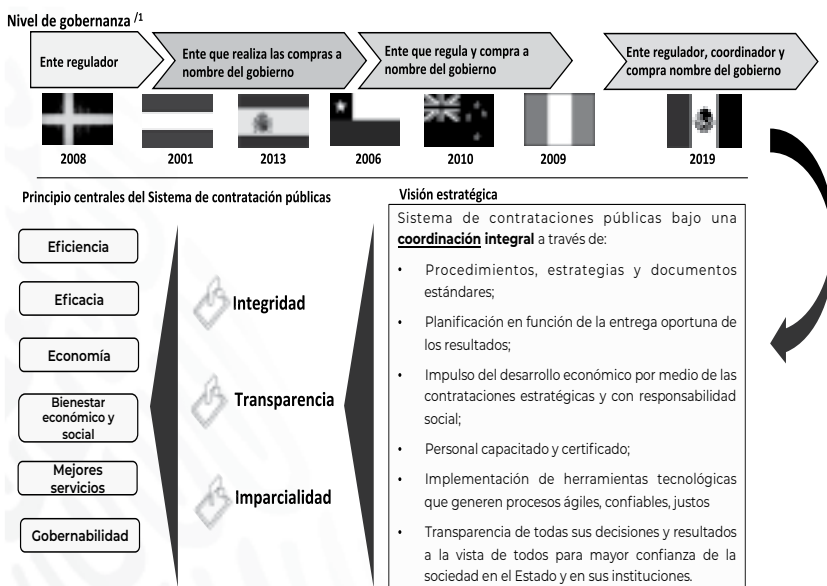 Nivel de gobernanza /1
Ente regulador
Ente que realiza las compras a
nombre del gobierno
Ente que regula y compra a
nombre del gobierno
Ente regulador, coordinador y
compra nombre del gobierno
2008
2001
2013
2006
2010
2009
2019
Principio centrales del Sistema de contratación públicas
Eficiencia
Eficacia
Economía
Bienestar
económico y
social
Mejores
servicios
Gobernabilidad
Integridad
Transparencia
Imparcialidad
Visión estratégica
Sistema de contrataciones públicas bajo una
coordinación integral a través de:
• Procedimientos, estrategias y documentos
estándares;
• Planificación en función de la entrega oportuna de
los resultados;
• Impulso del desarrollo económico por medio de las
contrataciones estratégicas y con responsabilidad
social;
• Personal capacitado y certificado;
• Implementación de herramientas tecnológicas
que generen procesos ágiles, confiables, justos
• Transparencia de todas sus decisiones y resultados
a la vista de todos para mayor confianza de la
sociedad en el Estado y en sus instituciones.